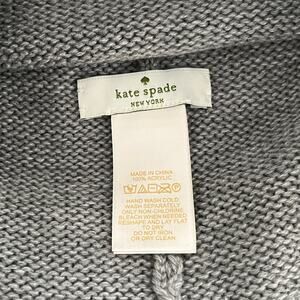 kate spade
NEW YORK
MADE IN CHINA
100% ACRYLIC
HAND WASH COLD
WASH SEPARATELY
ONLY NON-CHLORINE
BLEACH WHEN NEEDED
RESHAPE AND LAY FLAT
TO DRY
DO NOT IRON
OR DRY CLEAN